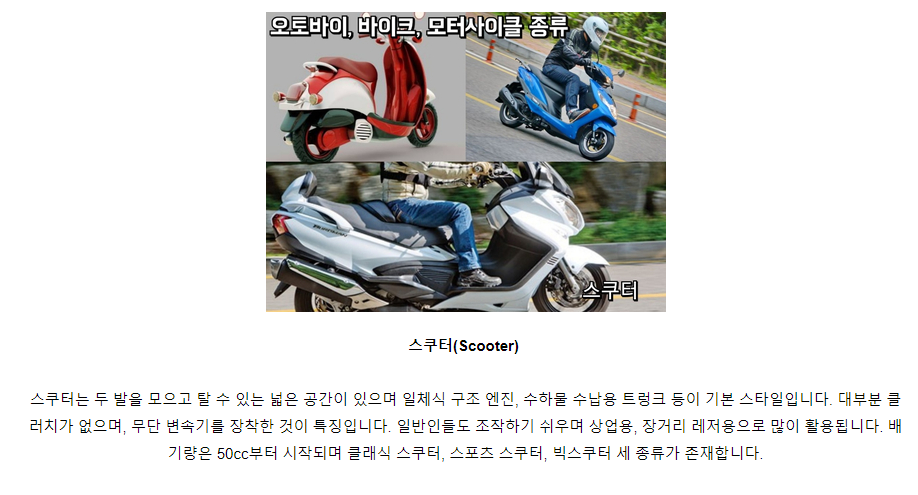 오토바이, 바이크, 모터사이클 종류
스쿠터
스쿠터(Scooter)
스쿠터는 두 발을 모으고 탈 수 있는 넓은 공간이 있으며 일체식 구조 엔진, 수하물 수납용 트렁크 등이 기본 스타일입니다. 대부분 클
러치가 없으며, 무단 변속기를 장착한 것이 특징입니다. 일반인들도 조작하기 쉬우며 상업용, 장거리 레저용으로 많이 활용됩니다. 배
기량은 50cc부터 시작되며 클래식 스쿠터, 스포츠 스쿠터, 빅스쿠터 세 종류가 존재합니다.